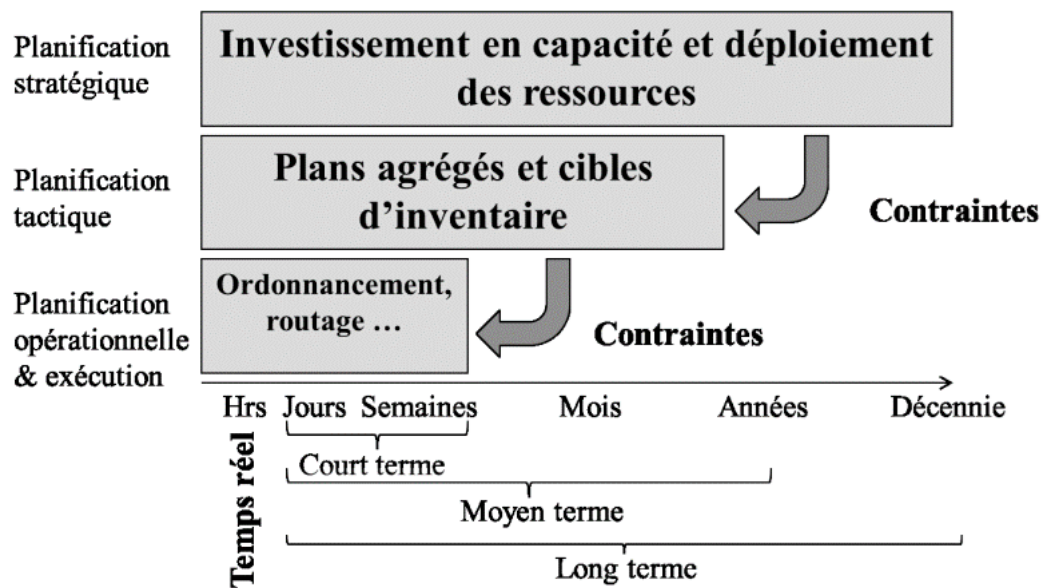 Planification
stratégique
Investissement en capacité et déploiement
des ressources
Planification
tactique
Plans agrégés et cibles
d’inventaire
Contraintes
Planification
opérationnelle
& exécution
Ordonnancement,
routage ...
Contraintes
Hrs Jours Semaines Mois Années Décennie
Temps réel
Court terme
Moyen terme
Long terme